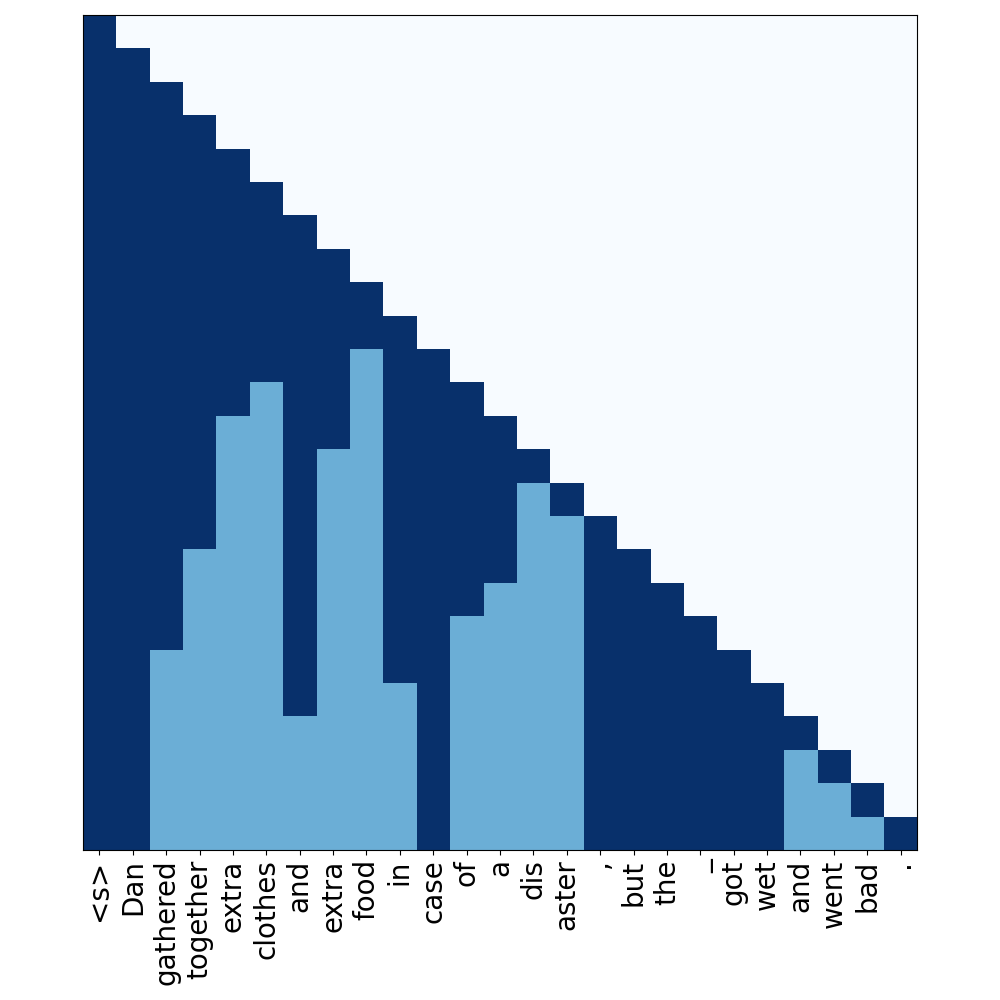 <s>
Dan
gathered
together
extra
clothes
and
extra
food
in
case
of
a
dis
aster
,
but
the
_
got
wet
and
went
bad
.